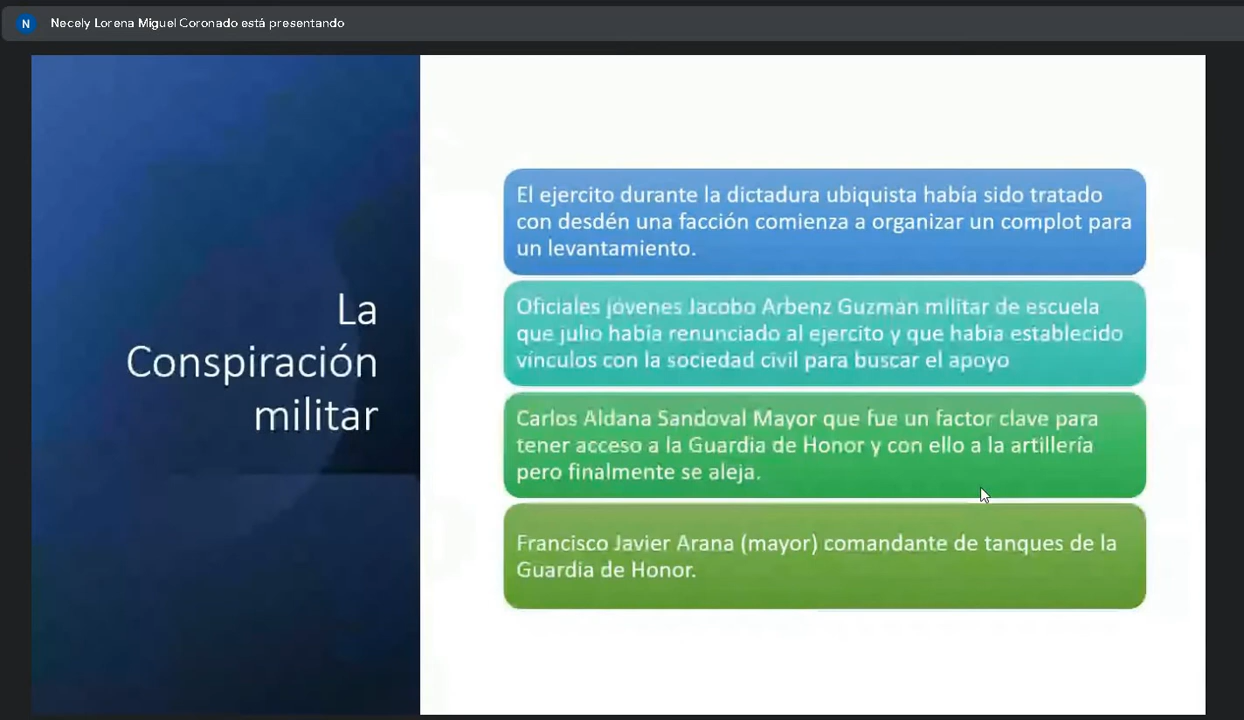 N
Necely Lorena Miguel Coronado está presentando
La
Conspiración
militar
El ejercito durante la dictadura ubiquista había sido tratado
con desdén una facción comienza a organizar un complot para
un levantamiento.
Oficiales jóvenes Jacobo Arbenz Guzman militar de escuela
que julio había renunciado al ejercito y que había establecido
vínculos con la sociedad civil para buscar el apoyo
Carlos Aldana Sandoval Mayor que fue un factor clave para
tener acceso a la Guardia de Honor y con ello a la artillería
pero finalmente se aleja.
Francisco Javier Arana (mayor) comandante de tanques de la
Guardia de Honor.